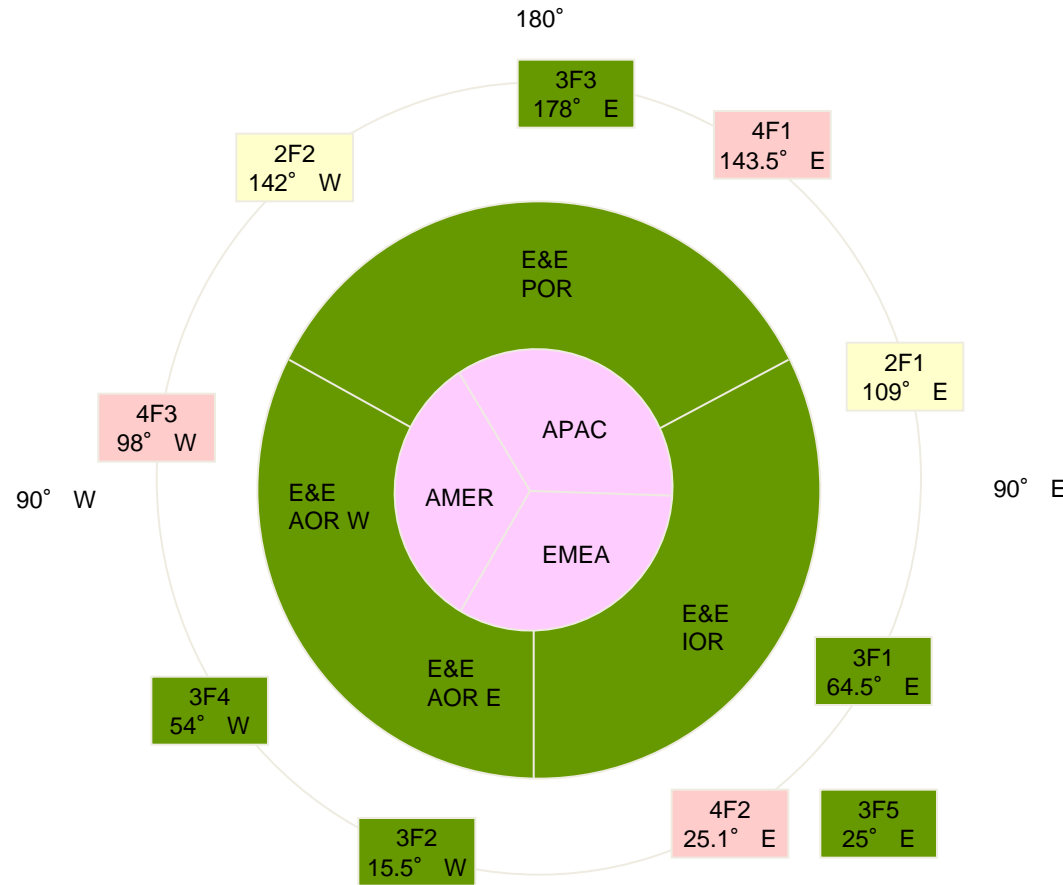 180°
3F3
178° E
4F1
143.5° E
2F2
142° W
E&E
POR
2F1
109° E
4F3
98° W
APAC
90° W
E&E
AOR W
AMER
90° E
EMEA
E&E
IOR
3F1
64.5° E
E&E
AOR E
3F4
54° W
4F2
25.1° E
3F5
25° E
3F2
15.5° W